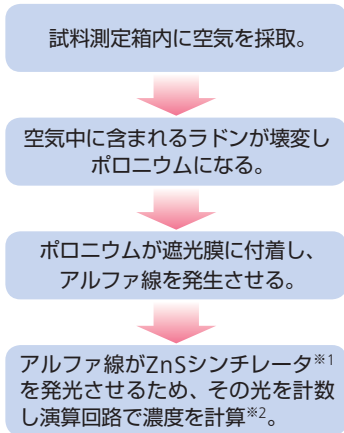 試料測定箱内に空気を採取。
空気中に含まれるラドンが壊変し
ポロニウムになる。
ポロニウムが遮光膜に付着し、
アルファ線を発生させる。
アルファ線がZnSシンチレータ※1
を発光させるため、その光を計数
し演算回路で濃度を計算※2。